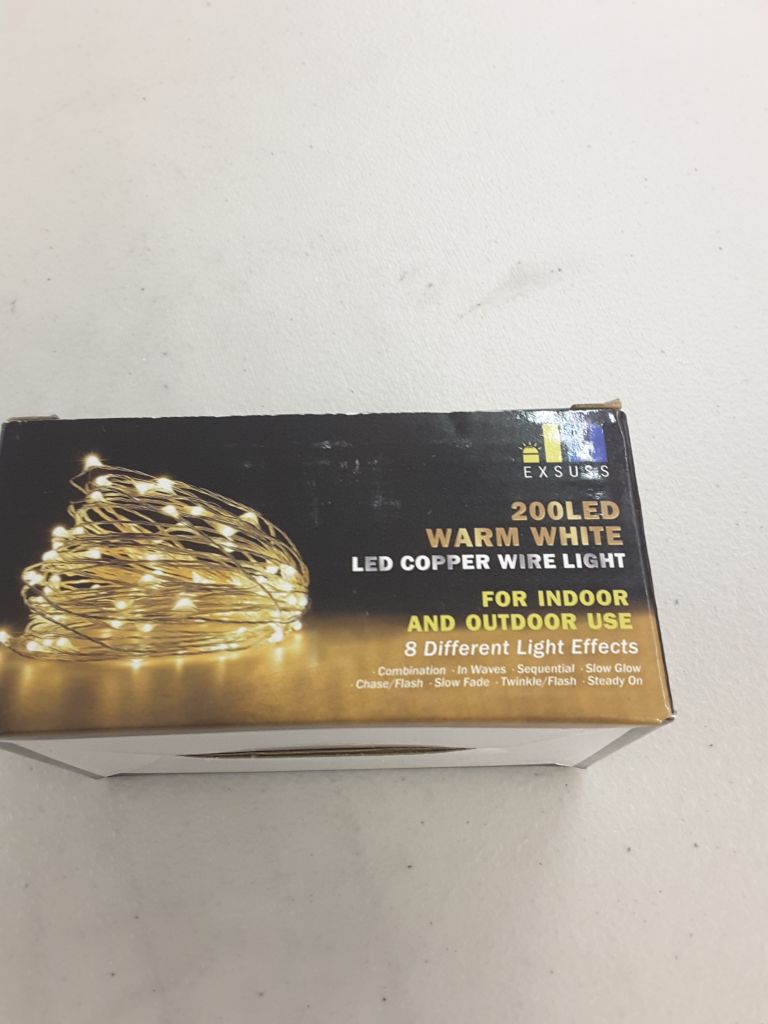 EXSUSS
200LED
WARM WHITE
LED COPPER WIRE LIGHT
FOR INDOOR
AND OUTDOOR USE
8 Different Light Effects
· Combination · In Waves · Sequential · Slow Glow
· Chase/Flash · Slow Fade · Twinkle/Flash · Steady On